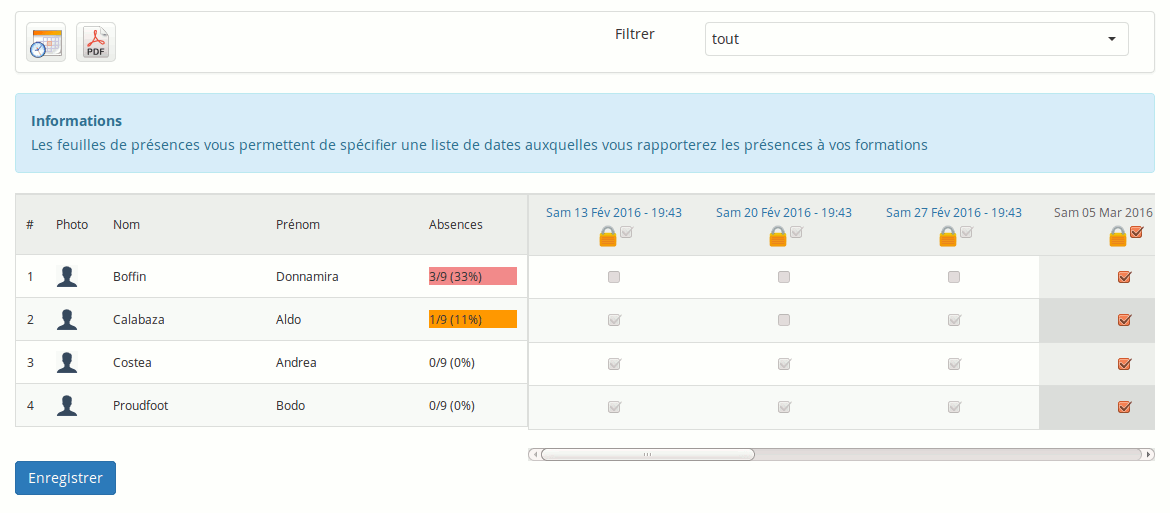 PDF
Filtrer
tout
Informations
Les feuilles de présences vous permettent de spécifier une liste de dates auxquelles vous rapporterez les présences à vos formations
# Photo Nom Prénom Absences Sam 13 Fév 2016 - 19:43 Sam 20 Fév 2016 - 19:43 Sam 27 Fév 2016 - 19:43 Sam 05 Mar 2016
1 Boffin Donnamira 3/9 (33%)
2 Calabaza Aldo 1/9 (11%)
3 Costea Andrea 0/9 (0%)
4 Proudfoot Bodo 0/9 (0%)
Enregistrer